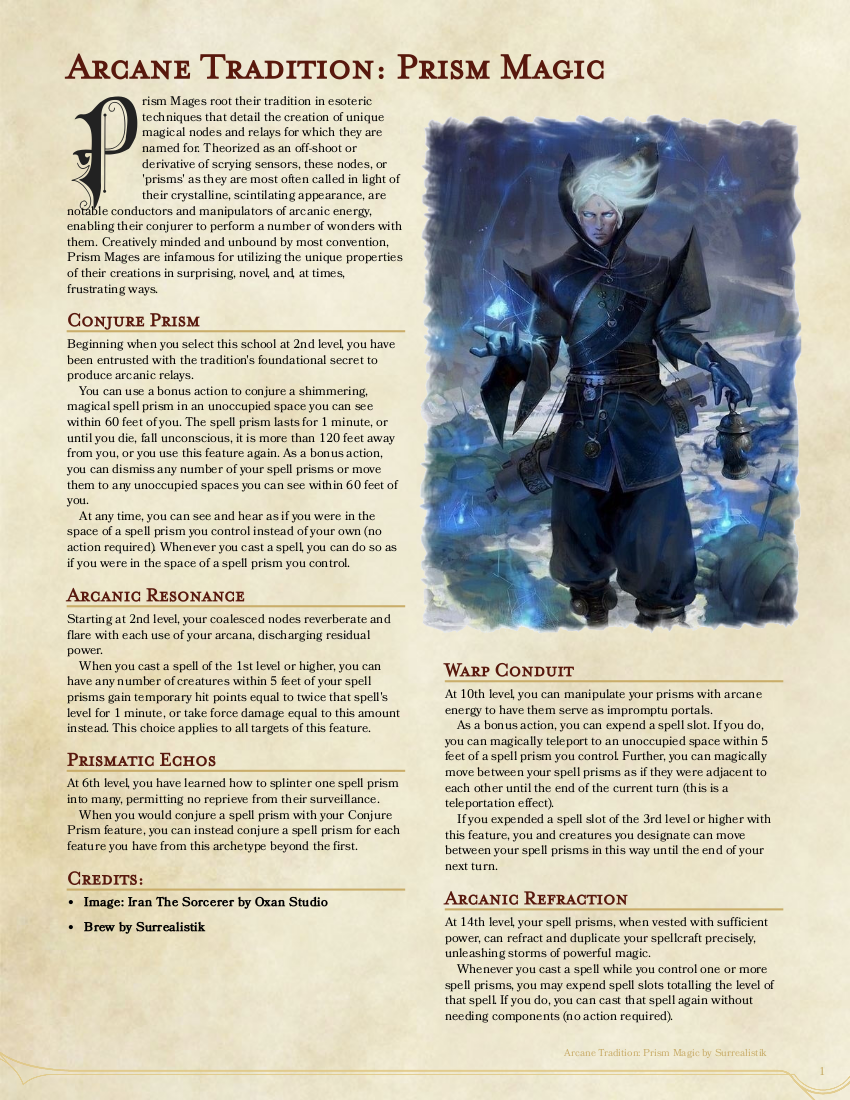 Arcane Tradition: Prism Magic
Prism Mages root their tradition in esoteric
techniques that detail the creation of unique
magical nodes and relays for which they are
named for. Theorized as an off-shoot or
derivative of scrying sensors, these nodes, or
'prisms' as they are most often called in light of
their crystalline, scintilating appearance, are
notable conductors and manipulators of arcanic energy,
enabling their conjurer to perform a number of wonders with
them. Creatively minded and unbound by most convention,
Prism Mages are infamous for utilizing the unique properties
of their creations in surprising, novel, and, at times,
frustrating ways.
Conjure Prism
Beginning when you select this school at 2nd level, you have
been entrusted with the tradition's foundational secret to
produce arcanic relays.
You can use a bonus action to conjure a shimmering,
magical spell prism in an unoccupied space you can see
within 60 feet of you. The spell prism lasts for 1 minute, or
until you die, fall unconscious, it is more than 120 feet away
from you, or you use this feature again. As a bonus action,
you can dismiss any number of your spell prisms or move
them to any unoccupied spaces you can see within 60 feet of
you.
At any time, you can see and hear as if you were in the
space of a spell prism you control instead of your own (no
action required). Whenever you cast a spell, you can do so as
if you were in the space of a spell prism you control.
Arcanic Resonance
Starting at 2nd level, your coalesced nodes reverberate and
flare with each use of your arcana, discharging residual
power.
When you cast a spell of the 1st level or higher, you can
have any number of creatures within 5 feet of your spell
prisms gain temporary hit points equal to twice that spell's
level for 1 minute, or take force damage equal to this amount
instead. This choice applies to all targets of this feature.
Prismatic Echos
At 6th level, you have learned how to splinter one spell prism
into many, permitting no reprieve from their surveillance.
When you would conjure a spell prism with your Conjure
Prism feature, you can instead conjure a spell prism for each
feature you have from this archetype beyond the first.
Credits:
• Image: Iran The Sorcerer by Oxan Studio
• Brew by Surrealistik
Warp Conduit
At 10th level, you can manipulate your prisms with arcane
energy to have them serve as impromptu portals.
As a bonus action, you can expend a spell slot. If you do,
you can magically teleport to an unoccupied space within 5
feet of a spell prism you control. Further, you can magically
move between your spell prisms as if they were adjacent to
each other until the end of the current turn (this is a
teleportation effect).
If you expended a spell slot of the 3rd level or higher with
this feature, you and creatures you designate can move
between your spell prisms in this way until the end of your
next turn.
Arcanic Refraction
At 14th level, your spell prisms, when vested with sufficient
power, can refract and duplicate your spellcraft precisely,
unleashing storms of powerful magic.
Whenever you cast a spell while you control one or more
spell prisms, you may expend spell slots totalling the level of
that spell. If you do, you can cast that spell again without
needing components (no action required).
Arcane Tradition: Prism Magic by Surrealistik
1